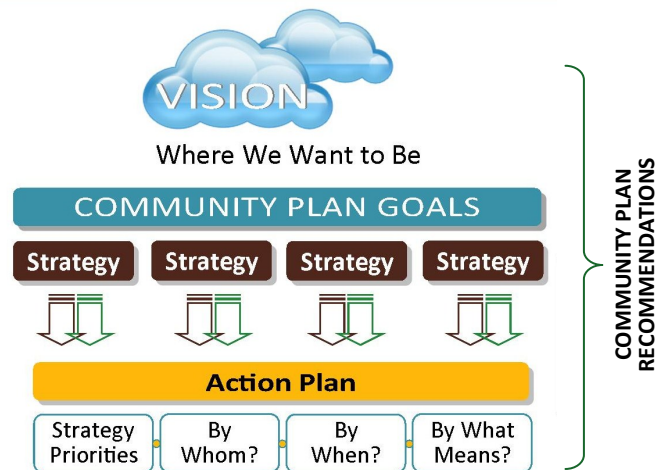 VISION
Where We Want to Be
COMMUNITY PLAN GOALS
Strategy Strategy Strategy Strategy
Action Plan
Strategy
Priorities
By
Whom?
By
When?
By What
Means?
COMMUNITY PLAN
RECOMMENDATIONS